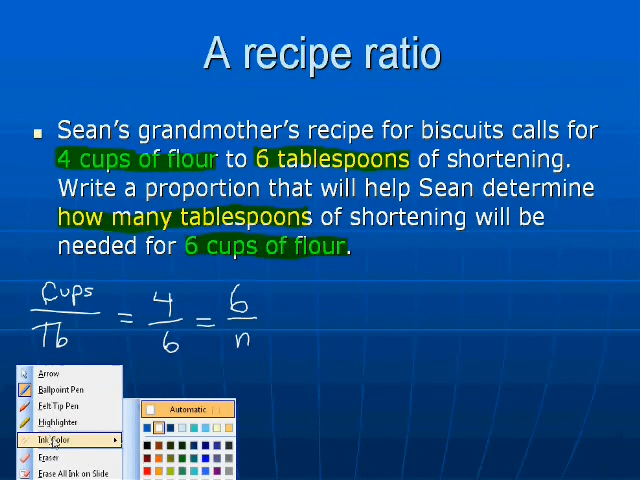 A recipe ratio
Sean's grandmother's recipe for biscuits calls for
4 cups of flour to 6 tablespoons of shortening.
Write a proportion that will help Sean determine
how many tablespoons of shortening will be
needed for 6 cups of flour.
Cups 4 6
= =
Tb 6 n
Arrow
Ballpoint Pen
Felt Tip Pen
Highlighter
Ink Color
Eraser
Erase All Ink on Slide
Automatic